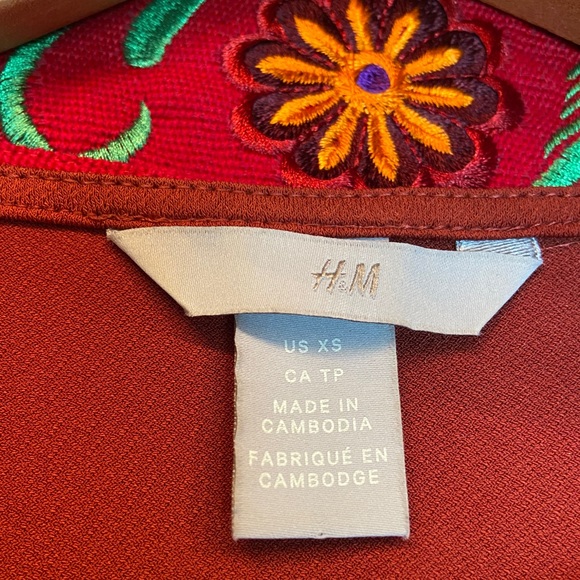 H&M
US XS
CA TP
MADE IN
CAMBODIA
FABRIQUÉ EN
CAMBODGE